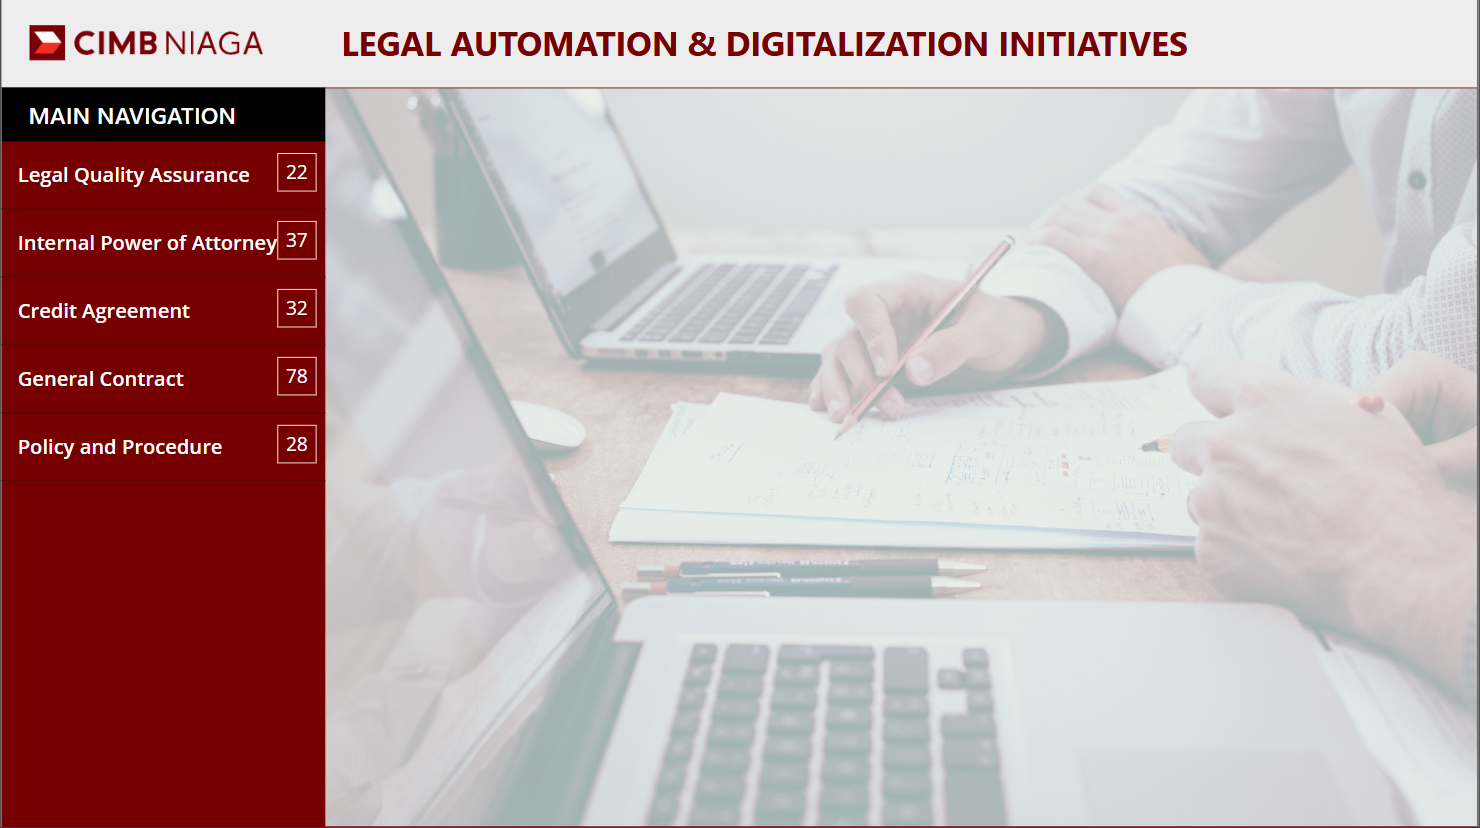 CIMB NIAGA
LEGAL AUTOMATION & DIGITALIZATION INITIATIVES
MAIN NAVIGATION
Legal Quality Assurance 22
Internal Power of Attorney 37
Credit Agreement 32
General Contract 78
Policy and Procedure 28